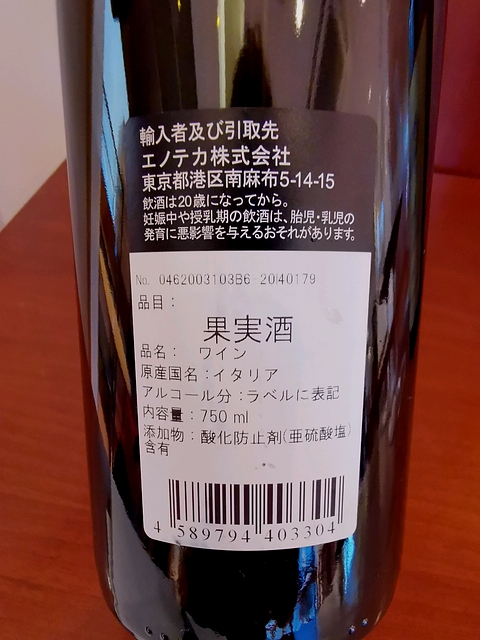 輸入者及び引取先
エノテカ株式会社
東京都港区南麻布5-14-15
飲酒は20歳になってから。
妊娠中や授乳期の飲酒は、胎児・乳児の
発育に悪影響を与えるおそれがあります。
No. 0462003103B6 20140179
品目：
果実酒
品名： ワイン
原産国名：イタリア
アルコール分：ラベルに表記
内容量：750 ml
添加物：酸化防止剤(亜硫酸塩)
含有
4 589794 403304